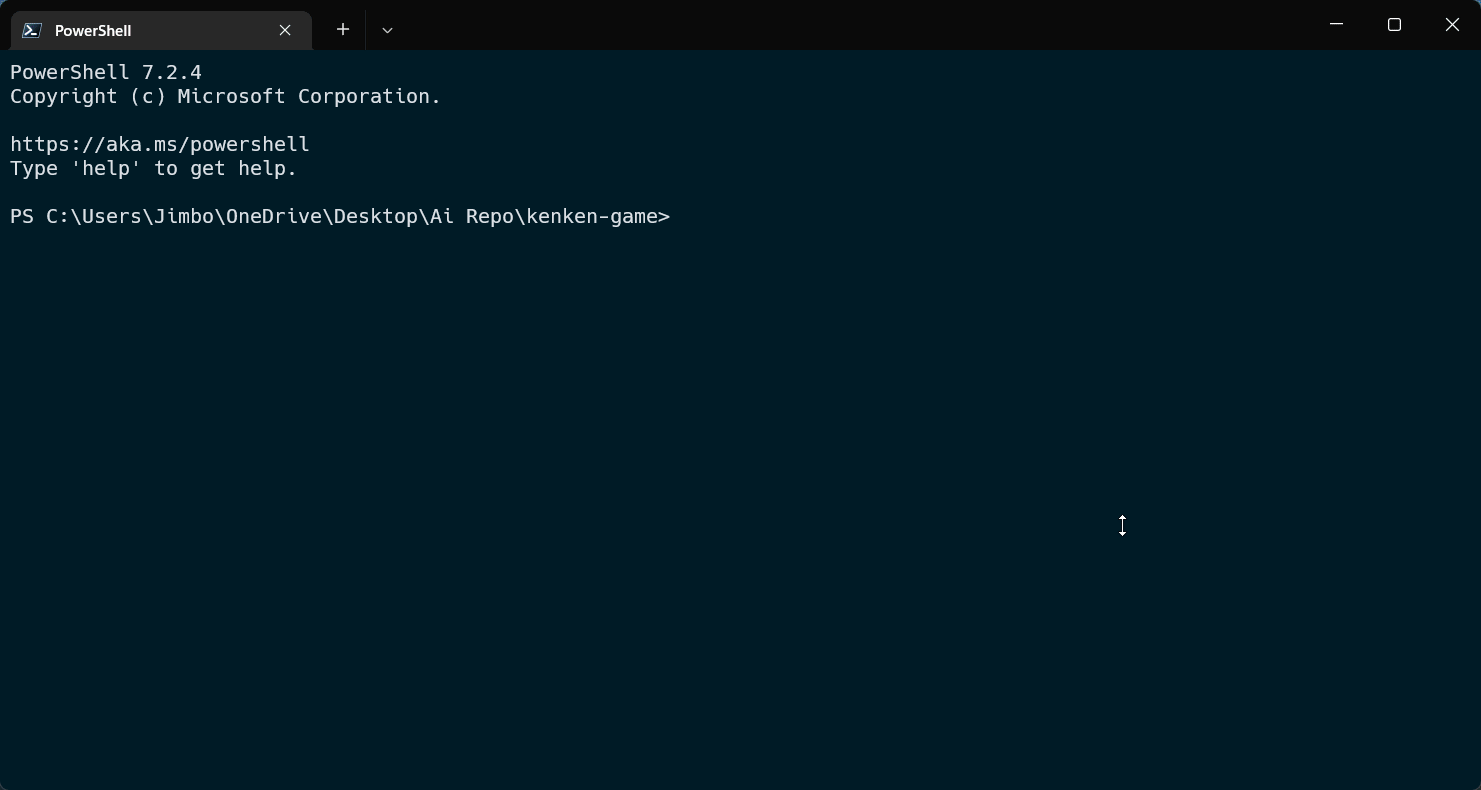 PowerShell
PowerShell 7.2.4
Copyright (c) Microsoft Corporation.
https://aka.ms/powershell
Type 'help' to get help.
PS C:\Users\Jimbo\OneDrive\Desktop\Ai Repo\kenken-game>